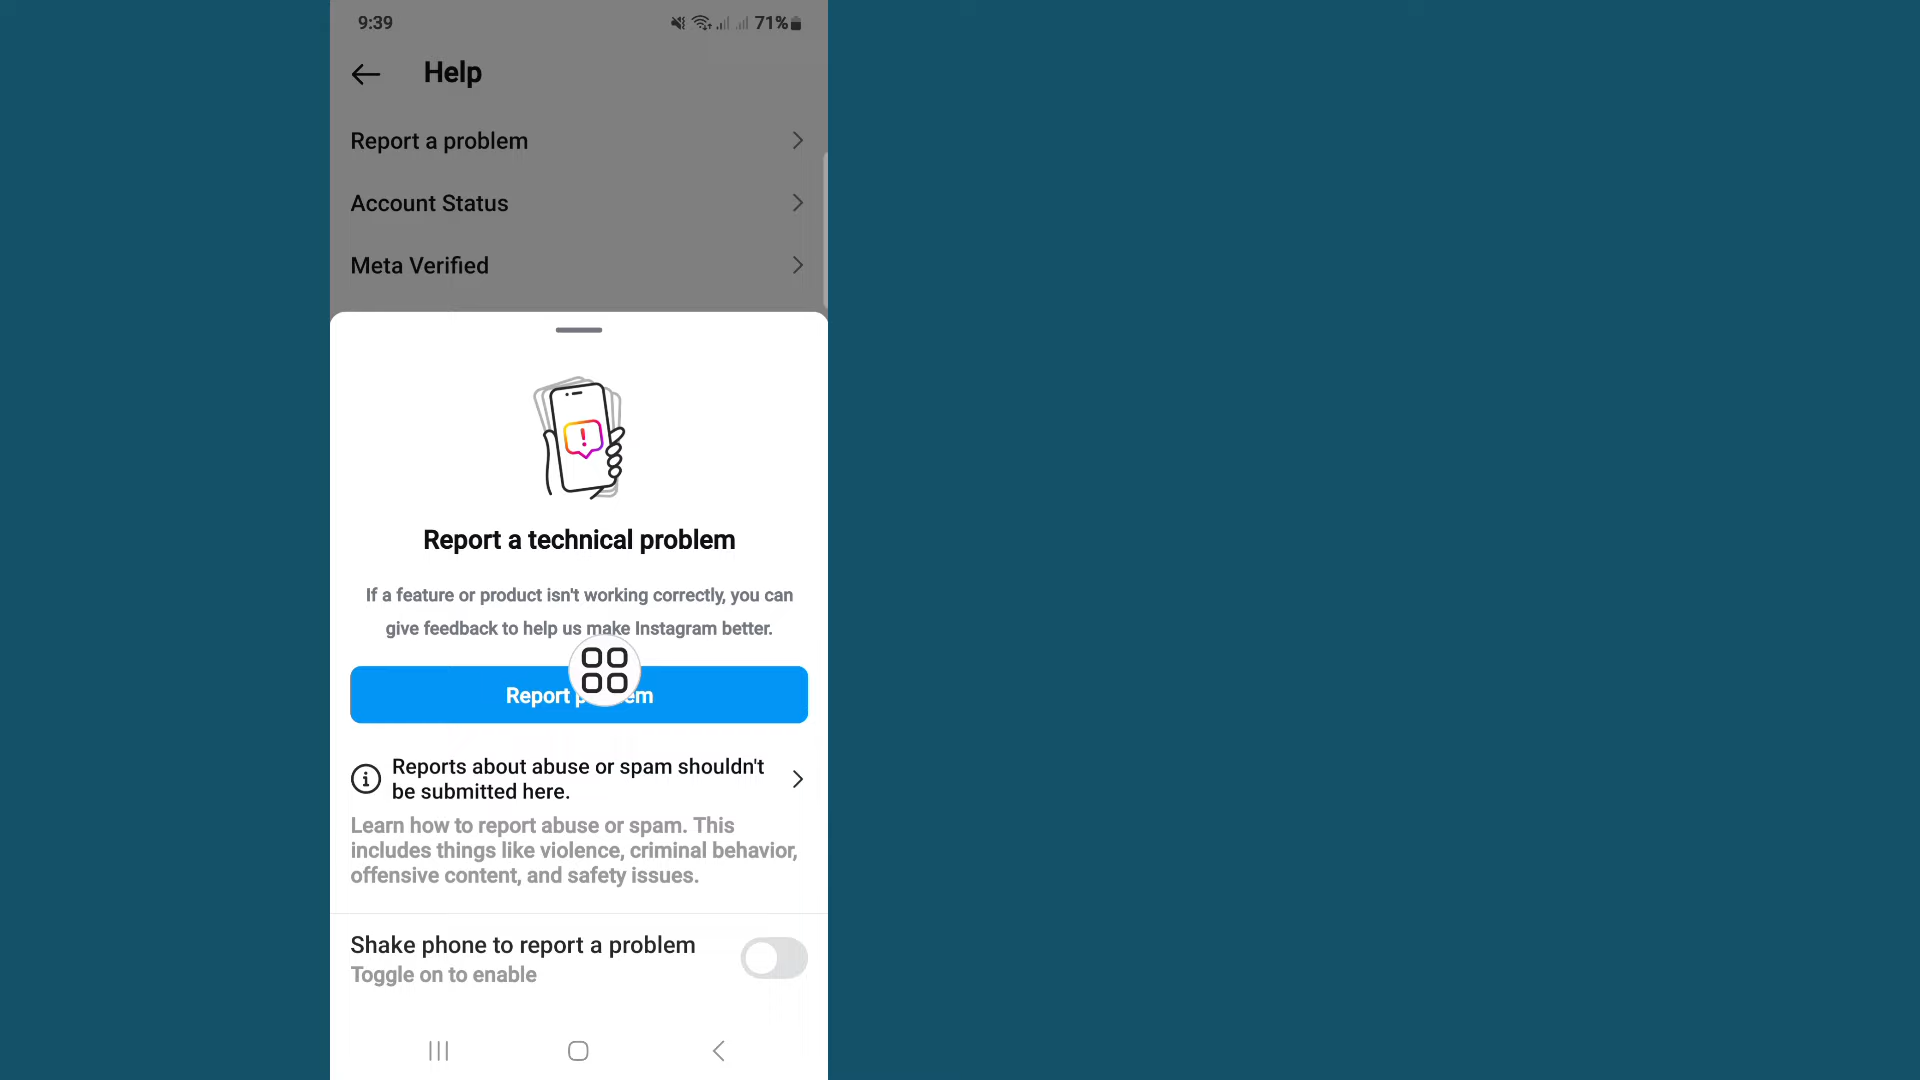 9:39
71%
Help
Report a problem
Account Status
Meta Verified
Report a technical problem
If a feature or product isn't working correctly, you can
give feedback to help us make Instagram better.
Report
Reports about abuse or spam shouldn't
be submitted here.
Learn how to report abuse or spam. This
includes things like violence, criminal behavior,
offensive content, and safety issues.
Shake phone to report a problem
Toggle on to enable